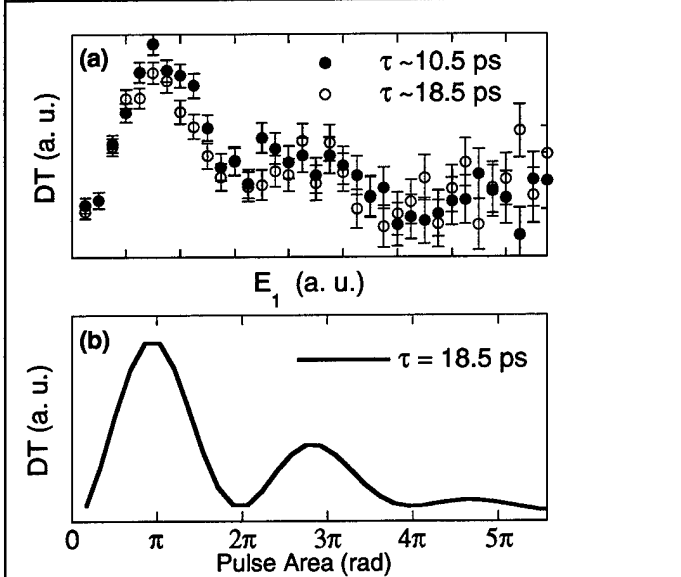 (a)
τ ~10.5 ps
τ ~18.5 ps
DT (a. u.)
E1 (a. u.)
(b)
τ = 18.5 ps
DT (a. u.)
0 π 2π 3π 4π 5π
Pulse Area (rad)